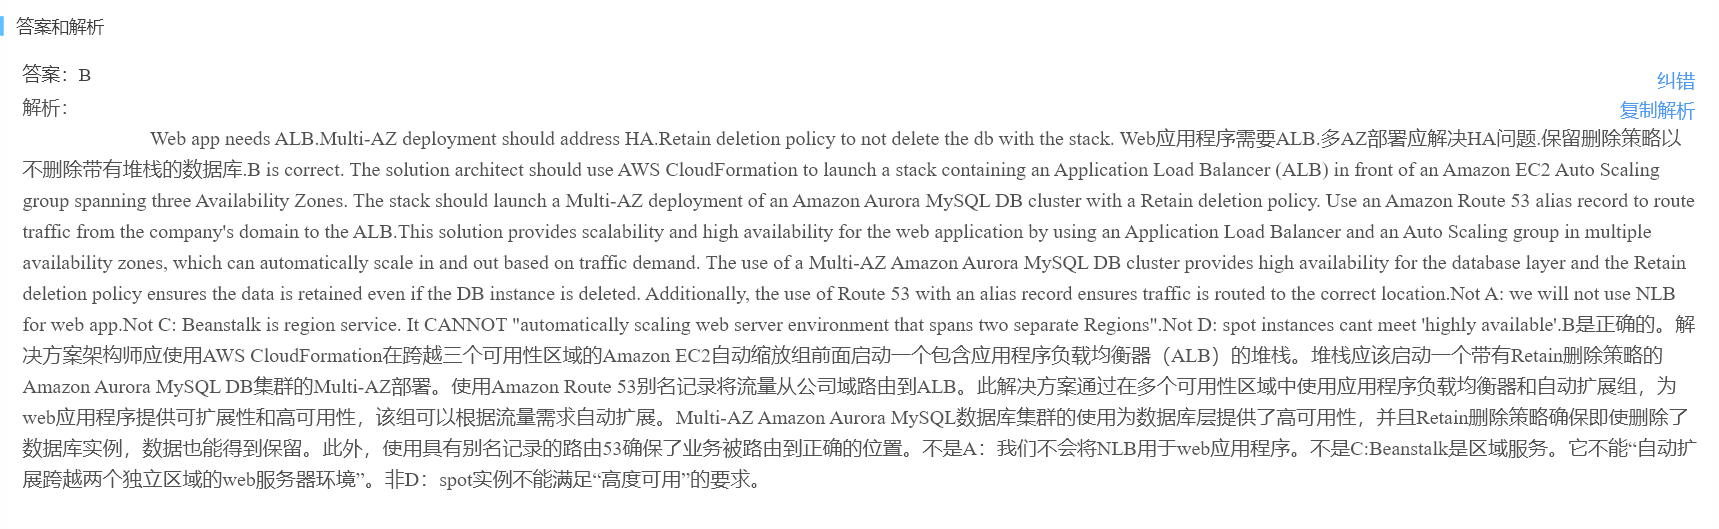 答案和解析
答案：B
纠错
解析：
复制解析
Web app needs ALB.Multi-AZ deployment should address HA.Retain deletion policy to not delete the db with the stack. Web应用程序需要ALB.多AZ部署应解决HA问题.保留删除策略以
不删除带有堆栈的数据库.B is correct. The solution architect should use AWS CloudFormation to launch a stack containing an Application Load Balancer (ALB) in front of an Amazon EC2 Auto Scaling
group spanning three Availability Zones. The stack should launch a Multi-AZ deployment of an Amazon Aurora MySQL DB cluster with a Retain deletion policy. Use an Amazon Route 53 alias record to route
traffic from the company's domain to the ALB.This solution provides scalability and high availability for the web application by using an Application Load Balancer and an Auto Scaling group in multiple
availability zones, which can automatically scale in and out based on traffic demand. The use of a Multi-AZ Amazon Aurora MySQL DB cluster provides high availability for the database layer and the Retain
deletion policy ensures the data is retained even if the DB instance is deleted. Additionally, the use of Route 53 with an alias record ensures traffic is routed to the correct location.Not A: we will not use NLB
for web app.Not C: Beanstalk is region service. It CANNOT "automatically scaling web server environment that spans two separate Regions".Not D: spot instances cant meet 'highly available'.B是正确的。解
决方案架构师应使用AWS CloudFormation在跨越三个可用性区域的Amazon EC2自动缩放组前面启动一个包含应用程序负载均衡器（ALB）的堆栈。堆栈应该启动一个带有Retain删除策略的
Amazon Aurora MySQL DB集群的Multi-AZ部署。使用Amazon Route 53别名记录将流量从公司域路由到ALB。此解决方案通过在多个可用性区域中使用应用程序负载均衡器和自动扩展组，为
web应用程序提供可扩展性和高可用性，该组可以根据流量需求自动扩展。Multi-AZ Amazon Aurora MySQL数据库集群的使用为数据库层提供了高可用性，并且Retain删除策略确保即使删除了
数据库实例，数据也能得到保留。此外，使用具有别名记录的路由53确保了业务被路由到正确的位置。不是A：我们不会将NLB用于web应用程序。不是C:Beanstalk是区域服务。它不能“自动扩
展跨越两个独立区域的web服务器环境”。非D：spot实例不能满足“高度可用”的要求。